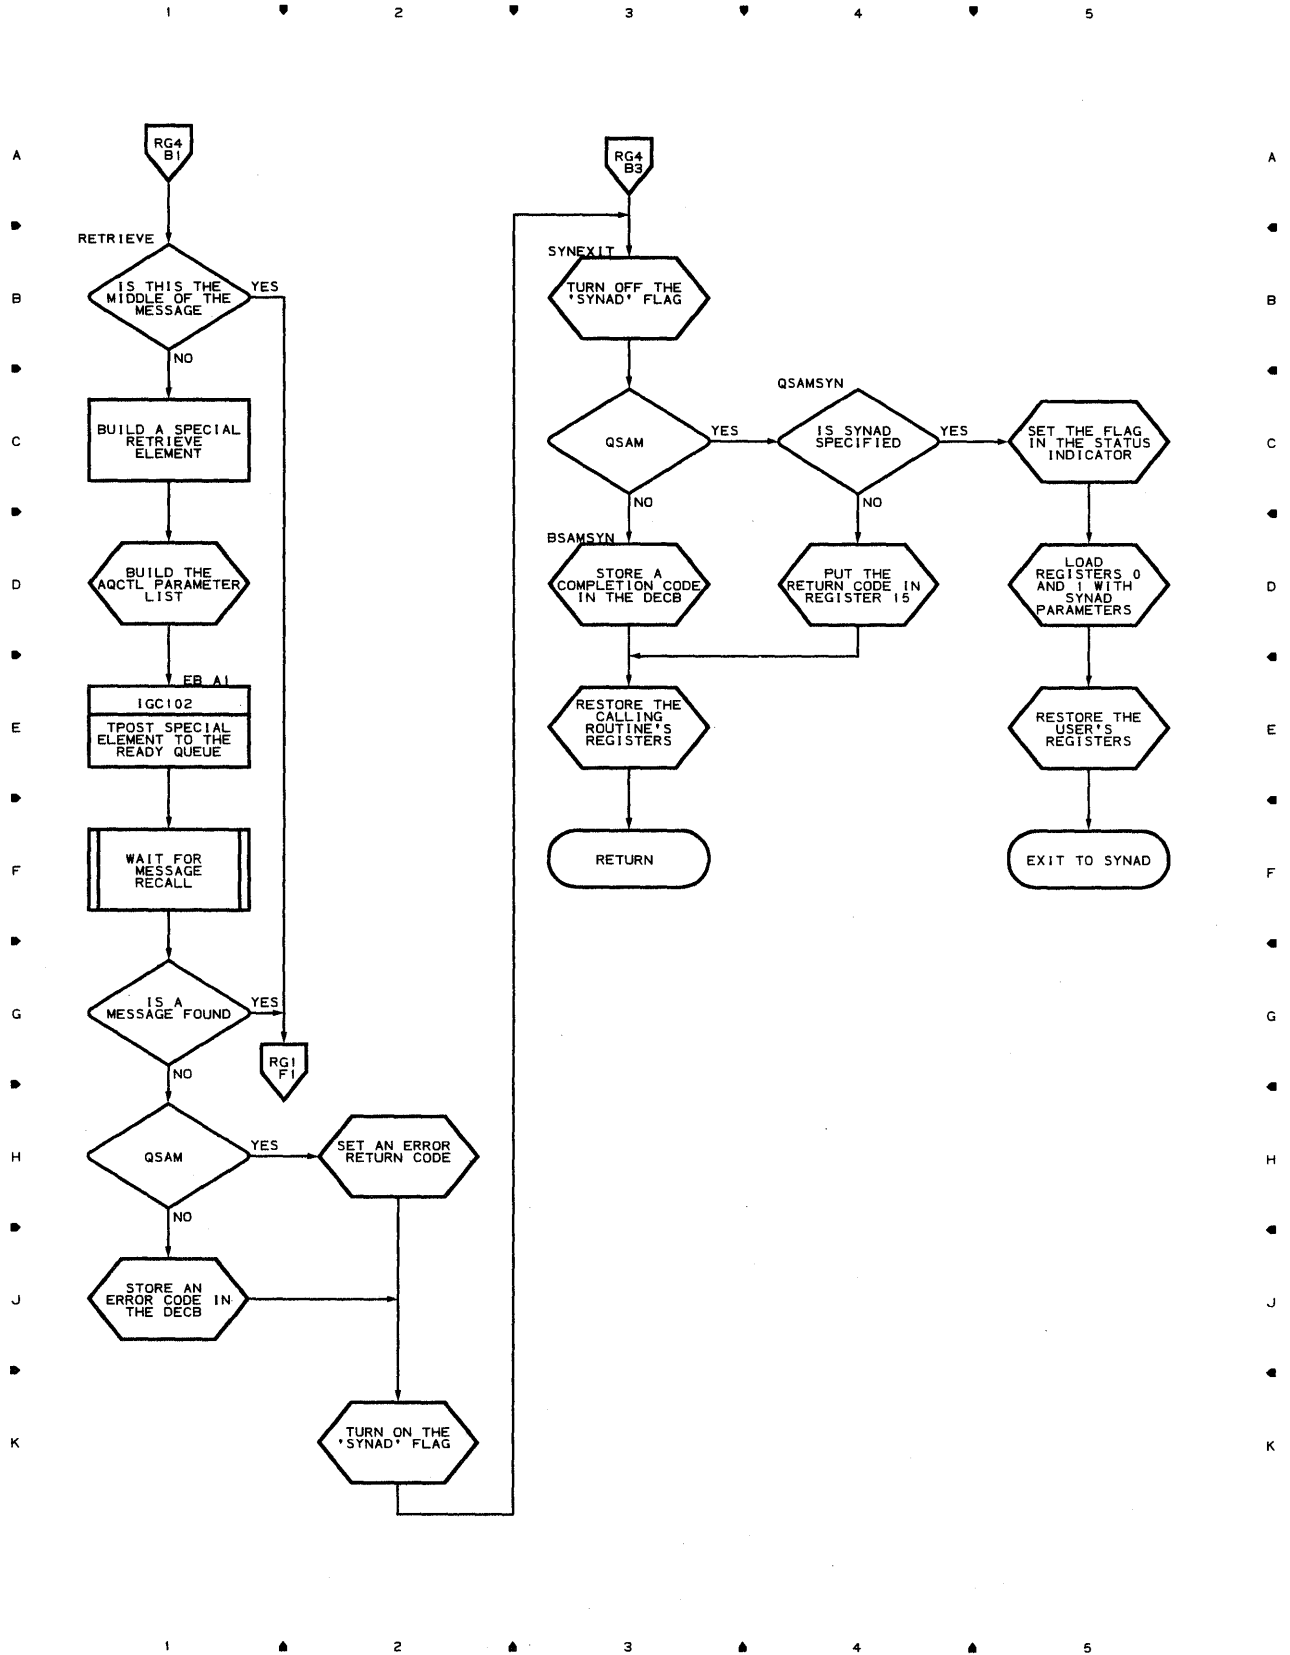 1 2 3 4 5
A
RG4
B1
RETRIEVE
IS THIS THE
MIDDLE OF THE
MESSAGE
YES
B
NO
BUILD A SPECIAL
RETRIEVE
ELEMENT
C
BUILD THE
AQCTL PARAMETER
LIST
D
EB A1
IGC102
TPOST SPECIAL
ELEMENT TO THE
READY QUEUE
E
WAIT FOR
MESSAGE
RECALL
F
IS A
MESSAGE FOUND
YES
G
RG1
F1
NO
QSAM
YES
H
SET AN ERROR
RETURN CODE
NO
STORE AN
ERROR CODE IN
THE DECB
J
TURN ON THE
'SYNAD' FLAG
K
RG4
B3
A
SYNEXIT
TURN OFF THE
'SYNAD' FLAG
B
QSAM
YES
QSAMSYN
IS SYNAD
SPECIFIED
YES
SET THE FLAG
IN THE STATUS
INDICATOR
C
NO
NO
BSAMSYN
STORE A
COMPLETION CODE
IN THE DECB
PUT THE
RETURN CODE IN
REGISTER 15
LOAD
REGISTERS 0
AND 1 WITH
SYNAD
PARAMETERS
D
RESTORE THE
CALLING
ROUTINE'S
REGISTERS
RESTORE THE
USER'S
REGISTERS
E
RETURN
EXIT TO SYNAD
F
G
H
J
K
1 2 3 4 5